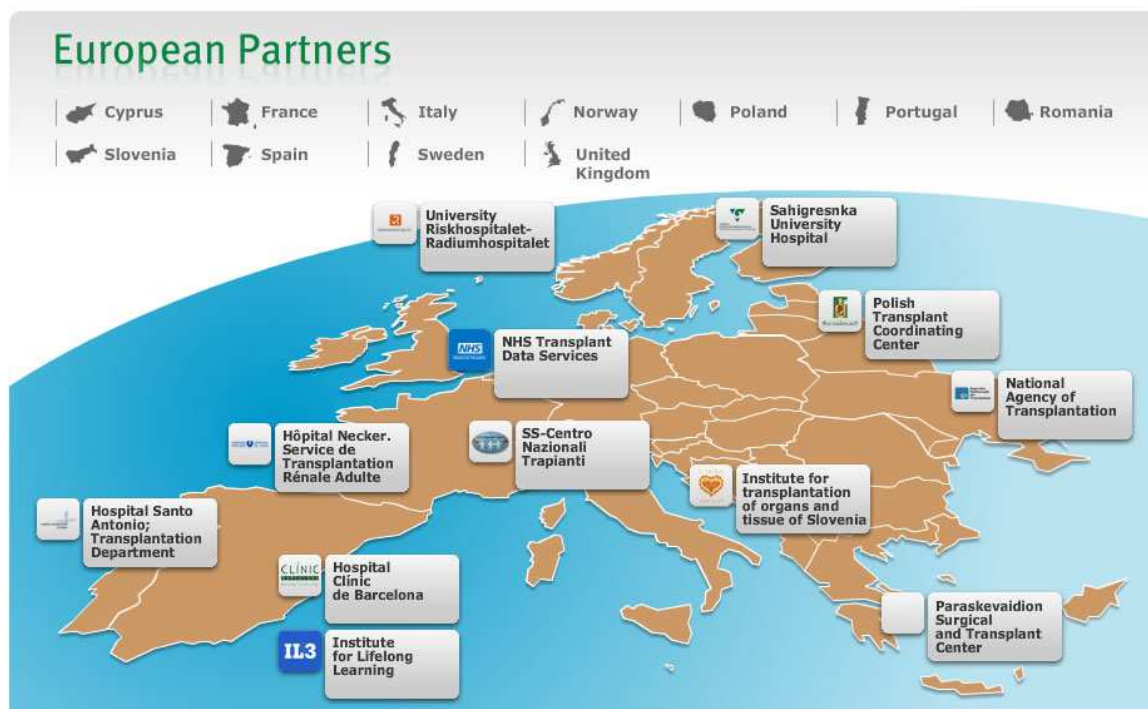 European Partners
Cyprus
France
Italy
Norway
Poland
Portugal
Romania
Slovenia
Spain
Sweden
United
Kingdom
University
Riskhospitalet-
Radiumhospitalet
Sahigresnka
University
Hospital
Polish
Transplant
Coordinating
Center
NHS
NHS Transplant
Data Services
National
Agency of
Transplantation
Hôpital Necker.
Service de
Transplantation
Rénale Adulte
SS-Centro
Nazionali
Trapianti
Institute for
transplantation
of organs and
tissue of Slovenia
Hospital Santo
Antonio;
Transplantation
Department
CLÍNIC
BARCELONA
Hospital
Clínic
de Barcelona
Paraskevaidion
Surgical
and Transplant
Center
IL3
Institute
for Lifelong
Learning